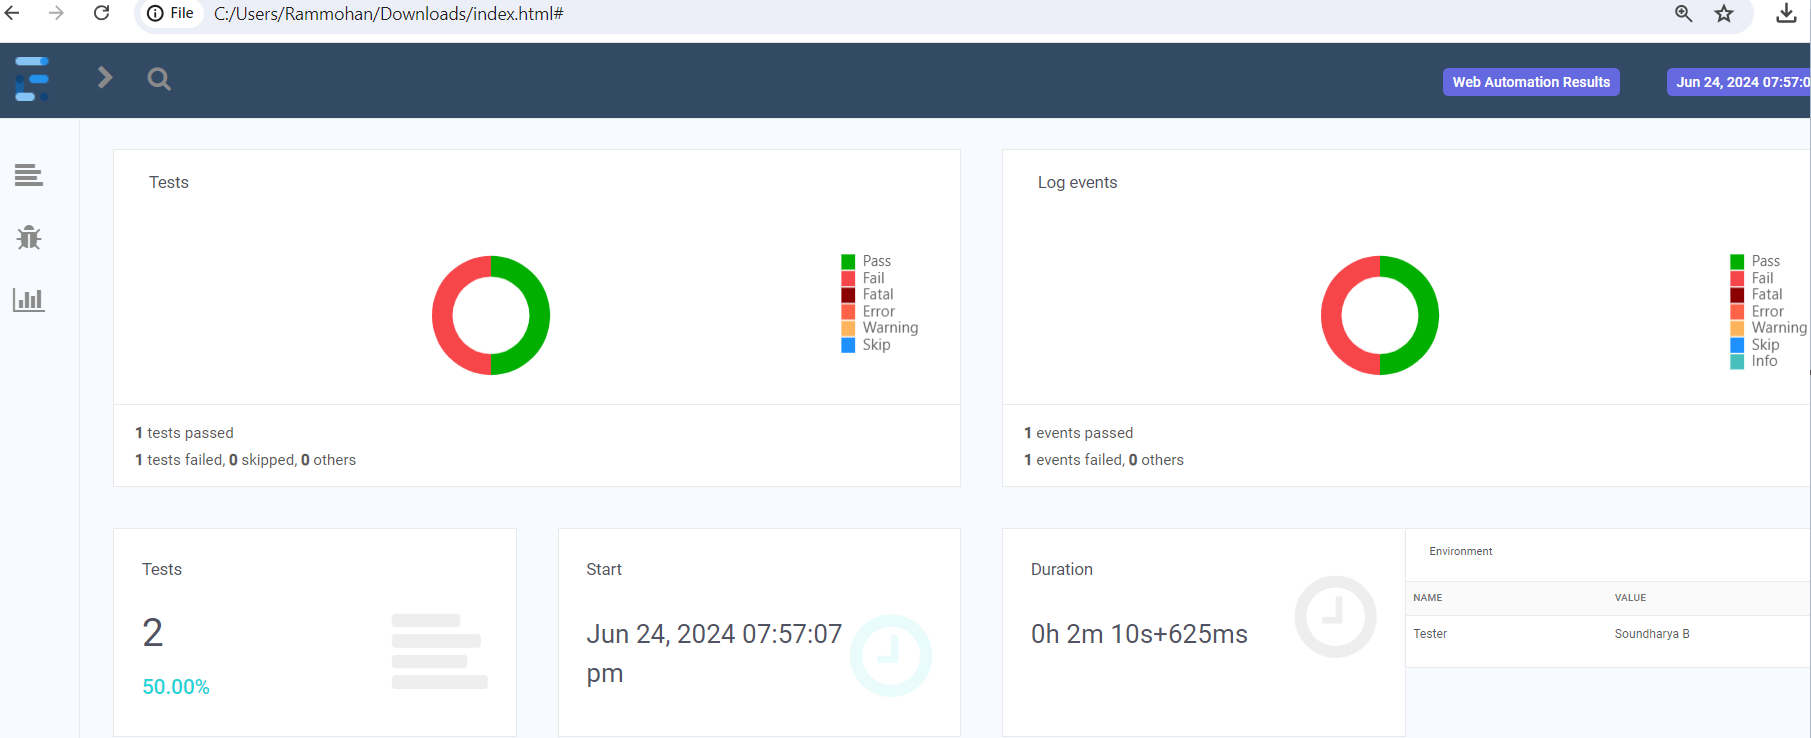 File C:/Users/Rammohan/Downloads/index.html#
Web Automation Results Jun 24, 2024 07:57:0
Tests
Pass
Fail
Fatal
Error
Warning
Skip
1 tests passed
1 tests failed, 0 skipped, 0 others
Log events
Pass
Fail
Fatal
Error
Warning
Skip
Info
1 events passed
1 events failed, 0 others
Tests
2
50.00%
Start
Jun 24, 2024 07:57:07
pm
Duration
0h 2m 10s+625ms
Environment
NAME VALUE
Tester Soundharya B